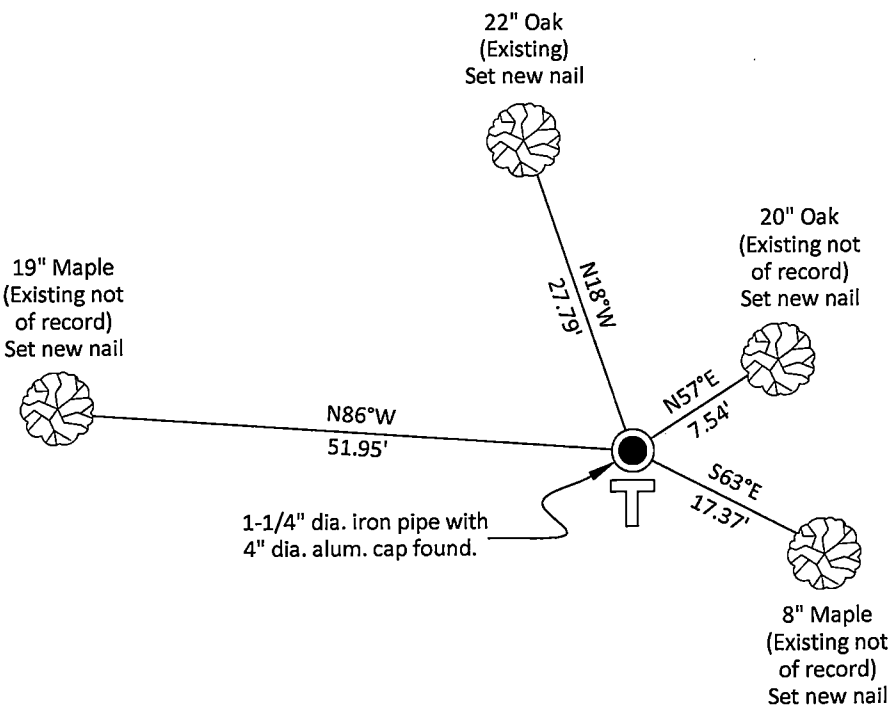 22" Oak
(Existing)
Set new nail
20" Oak
(Existing not
of record)
Set new nail
19" Maple
(Existing not
of record)
Set new nail
N18°W
27.79'
N57°E
7.54'
N86°W
51.95'
S63°E
17.37'
T
1-1/4" dia. iron pipe with
4" dia. alum. cap found.
8" Maple
(Existing not
of record)
Set new nail